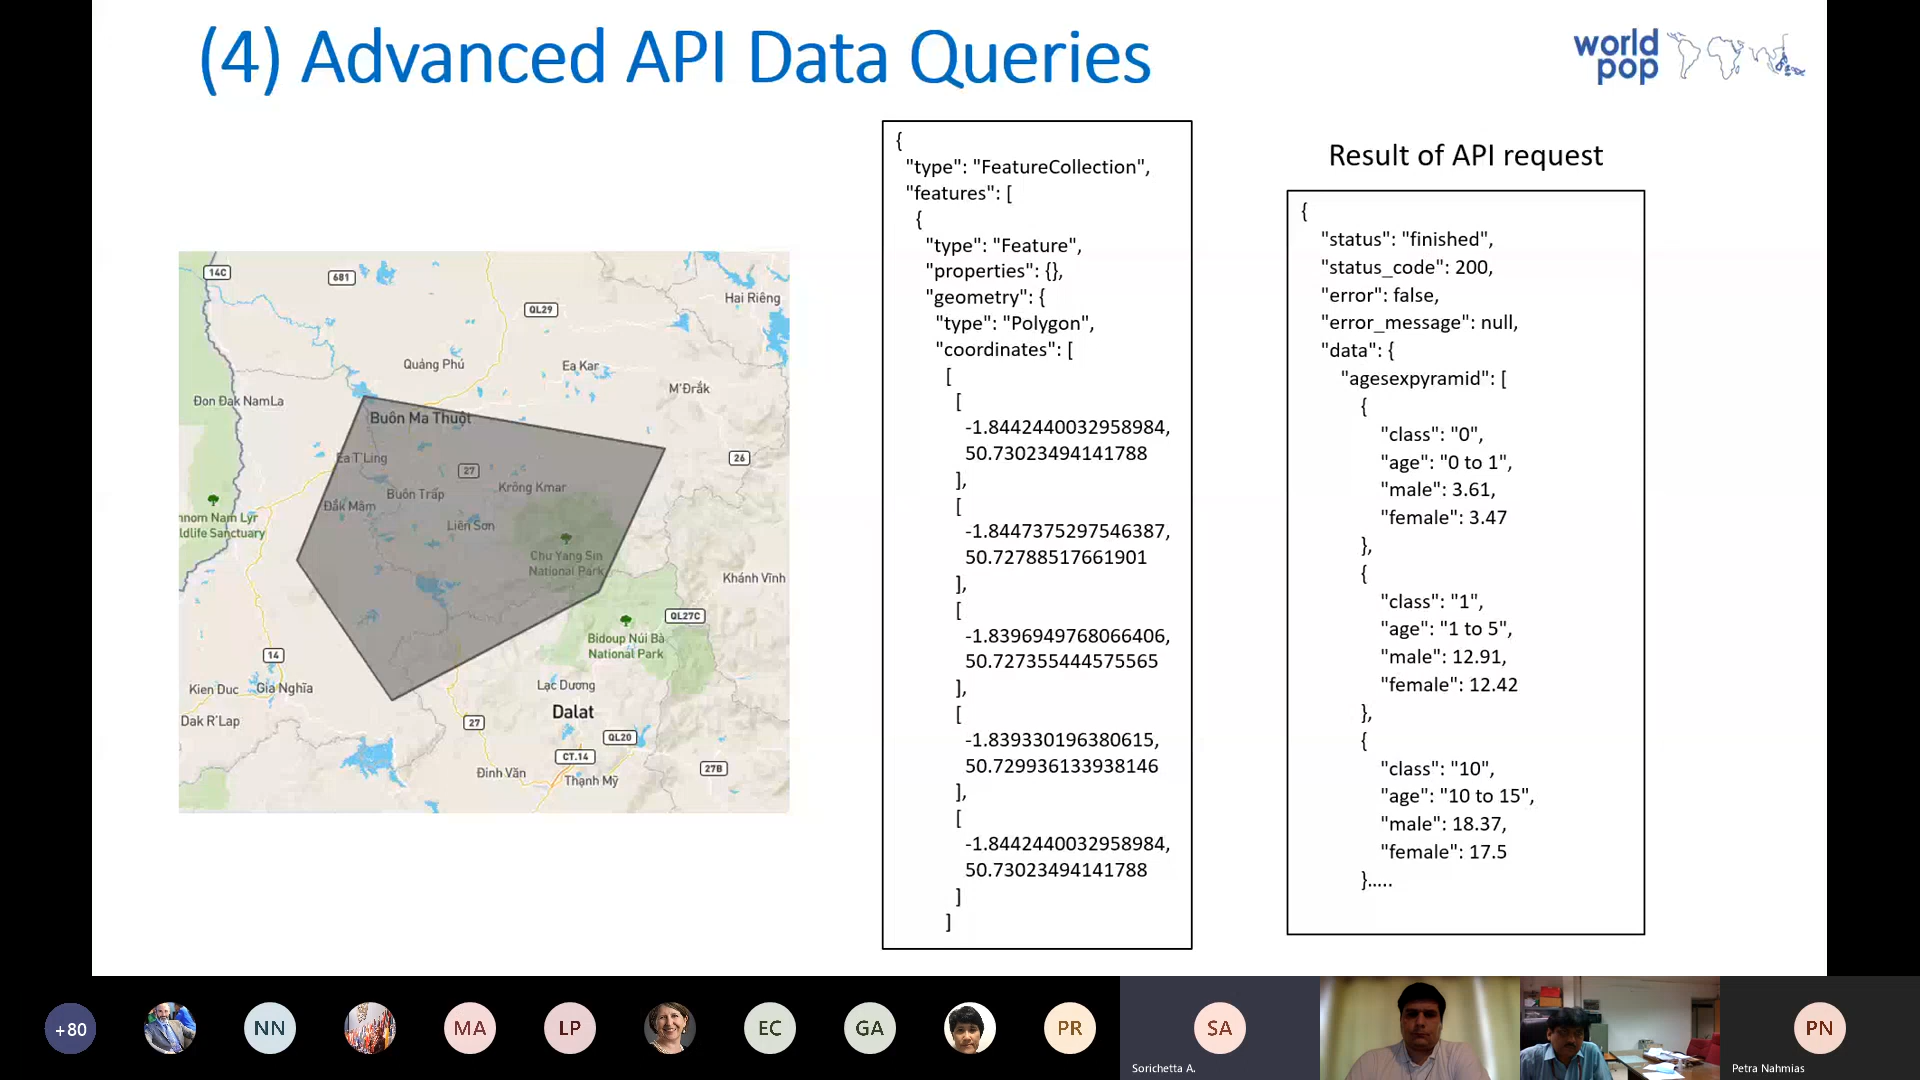 (4) Advanced API Data Queries
world
pop
14C
681
QL29
Hai Riêng
Quảng Phú
Ea Kar
M'Đrắk
Đon Đak NamLa
Buôn Ma Thuột
Ea T'Ling
27
26
Buôn Trấp
Krông Kmar
Đắk Mâm
Liên Sơn
nnom Nam Lyr
ldlife Sanctuary
Chu Yang Sin
National Park
Khánh Vĩnh
QL27C
Bidoup Núi Bà
National Park
14
Kien Duc
Gia Nghĩa
Lạc Dương
Dak R'Lap
Dalat
27
QL20
CT.14
Đinh Văn
Thạnh Mỹ
27B
{
"type": "FeatureCollection",
"features": [
{
"type": "Feature",
"properties": {},
"geometry": {
"type": "Polygon",
"coordinates": [
[
[
-1.8442440032958984,
50.73023494141788
],
[
-1.8447375297546387,
50.72788517661901
],
[
-1.8396949768066406,
50.727355444575565
],
[
-1.839330196380615,
50.729936133938146
],
[
-1.8442440032958984,
50.73023494141788
]
]
Result of API request
{
"status": "finished",
"status_code": 200,
"error": false,
"error_message": null,
"data": {
"agesexpyramid": [
{
"class": "0",
"age": "0 to 1",
"male": 3.61,
"female": 3.47
},
{
"class": "1",
"age": "1 to 5",
"male": 12.91,
"female": 12.42
},
{
"class": "10",
"age": "10 to 15",
"male": 18.37,
"female": 17.5
}.....
+80
NN
MA
LP
EC
GA
PR
SA
Sorichetta A.
PN
Petra Nahmias